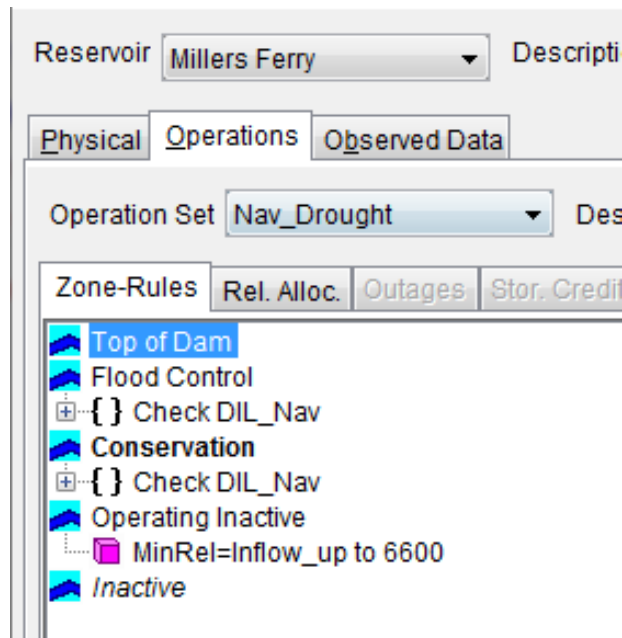 Reservoir Millers Ferry Descripti
Physical Operations Observed Data
Operation Set Nav_Drought Des
Zone-Rules Rel. Alloc. Outages Stor. Credit
Top of Dam
Flood Control
{ } Check DIL_Nav
Conservation
{ } Check DIL_Nav
Operating Inactive
MinRel=Inflow_up to 6600
Inactive